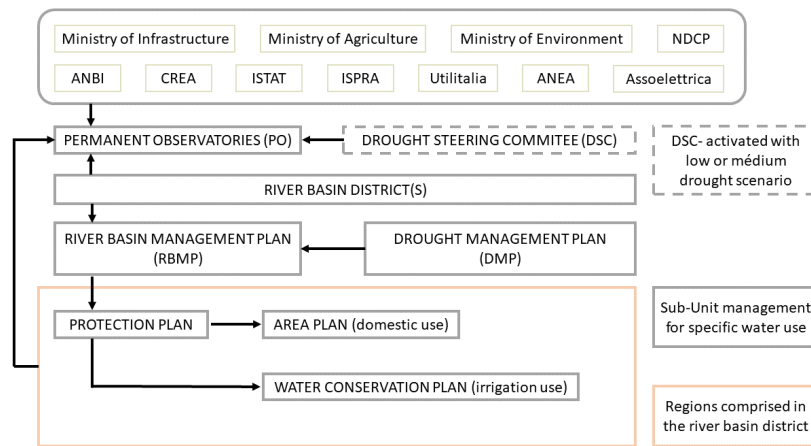 Ministry of Infrastructure
Ministry of Agriculture
Ministry of Environment
NDCP
ANBI
CREA
ISTAT
ISPRA
Utilitalia
ANEA
Assoelettrica
PERMANENT OBSERVATORIES (PO)
DROUGHT STEERING COMMITEE (DSC)
DSC- activated with
low or médium
drought scenario
RIVER BASIN DISTRICT(S)
RIVER BASIN MANAGEMENT PLAN
(RBMP)
DROUGHT MANAGEMENT PLAN
(DMP)
PROTECTION PLAN
AREA PLAN (domestic use)
Sub-Unit management
for specific water use
WATER CONSERVATION PLAN (irrigation use)
Regions comprised in
the river basin district